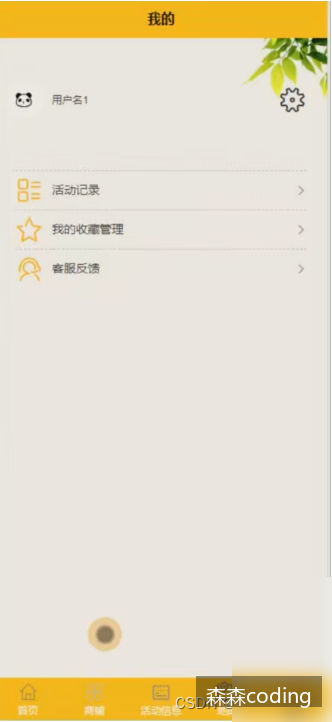 我的
用户名1
活动记录
我的收藏管理
客服反馈
首页
商铺
活动信息
CSDN
森森coding